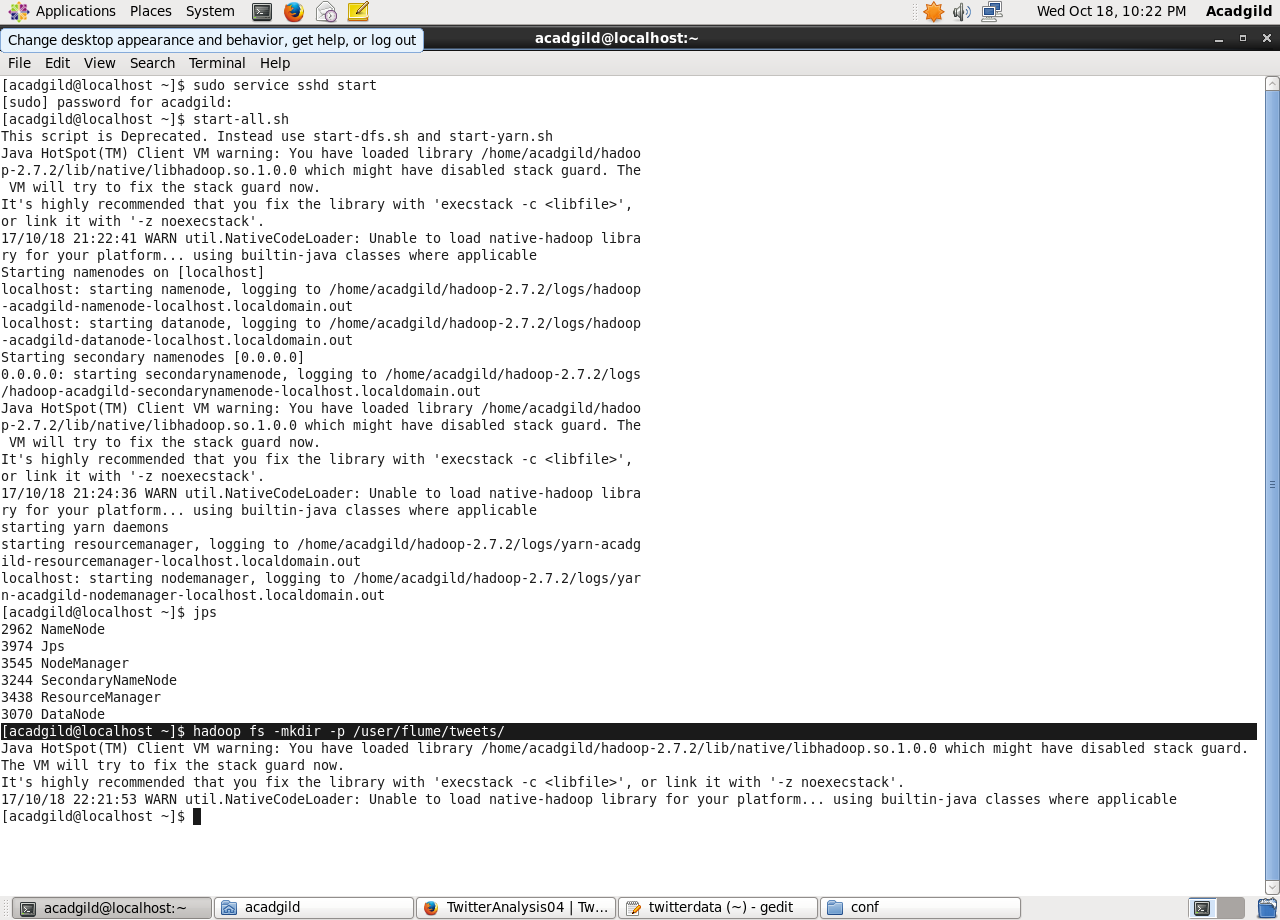 Applications Places System Wed Oct 18, 10:22 PM Acadgild
Change desktop appearance and behavior, get help, or log out
acadgild@localhost:~
File Edit View Search Terminal Help
[acadgild@localhost ~]$ sudo service sshd start
[sudo] password for acadgild:
[acadgild@localhost ~]$ start-all.sh
This script is Deprecated. Instead use start-dfs.sh and start-yarn.sh
Java HotSpot(TM) Client VM warning: You have loaded library /home/acadgild/hadoo
p-2.7.2/lib/native/libhadoop.so.1.0.0 which might have disabled stack guard. The
 VM will try to fix the stack guard now.
It's highly recommended that you fix the library with 'execstack -c <libfile>',
or link it with '-z noexecstack'.
17/10/18 21:22:41 WARN util.NativeCodeLoader: Unable to load native-hadoop libra
ry for your platform... using builtin-java classes where applicable
Starting namenodes on [localhost]
localhost: starting namenode, logging to /home/acadgild/hadoop-2.7.2/logs/hadoop
-acadgild-namenode-localhost.localdomain.out
localhost: starting datanode, logging to /home/acadgild/hadoop-2.7.2/logs/hadoop
-acadgild-datanode-localhost.localdomain.out
Starting secondary namenodes [0.0.0.0]
0.0.0.0: starting secondarynamenode, logging to /home/acadgild/hadoop-2.7.2/logs
/hadoop-acadgild-secondarynamenode-localhost.localdomain.out
Java HotSpot(TM) Client VM warning: You have loaded library /home/acadgild/hadoo
p-2.7.2/lib/native/libhadoop.so.1.0.0 which might have disabled stack guard. The
 VM will try to fix the stack guard now.
It's highly recommended that you fix the library with 'execstack -c <libfile>',
or link it with '-z noexecstack'.
17/10/18 21:24:36 WARN util.NativeCodeLoader: Unable to load native-hadoop libra
ry for your platform... using builtin-java classes where applicable
starting yarn daemons
starting resourcemanager, logging to /home/acadgild/hadoop-2.7.2/logs/yarn-acadg
ild-resourcemanager-localhost.localdomain.out
localhost: starting nodemanager, logging to /home/acadgild/hadoop-2.7.2/logs/yar
n-acadgild-nodemanager-localhost.localdomain.out
[acadgild@localhost ~]$ jps
2962 NameNode
3974 Jps
3545 NodeManager
3244 SecondaryNameNode
3438 ResourceManager
3070 DataNode
[acadgild@localhost ~]$ hadoop fs -mkdir -p /user/flume/tweets/
Java HotSpot(TM) Client VM warning: You have loaded library /home/acadgild/hadoop-2.7.2/lib/native/libhadoop.so.1.0.0 which might have disabled stack guard.
The VM will try to fix the stack guard now.
It's highly recommended that you fix the library with 'execstack -c <libfile>', or link it with '-z noexecstack'.
17/10/18 22:21:53 WARN util.NativeCodeLoader: Unable to load native-hadoop library for your platform... using builtin-java classes where applicable
[acadgild@localhost ~]$
acadgild@localhost:~ acadgild TwitterAnalysis04 | Tw... twitterdata (~) - gedit conf